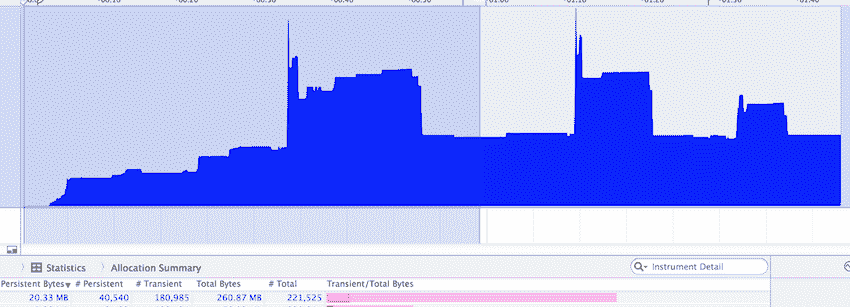 Statistics Allocation Summary Instrument Detail
Persistent Bytes # Persistent # Transient Total Bytes # Total Transient/Total Bytes
20.33 MB 40,540 180,985 260.87 MB 221,525